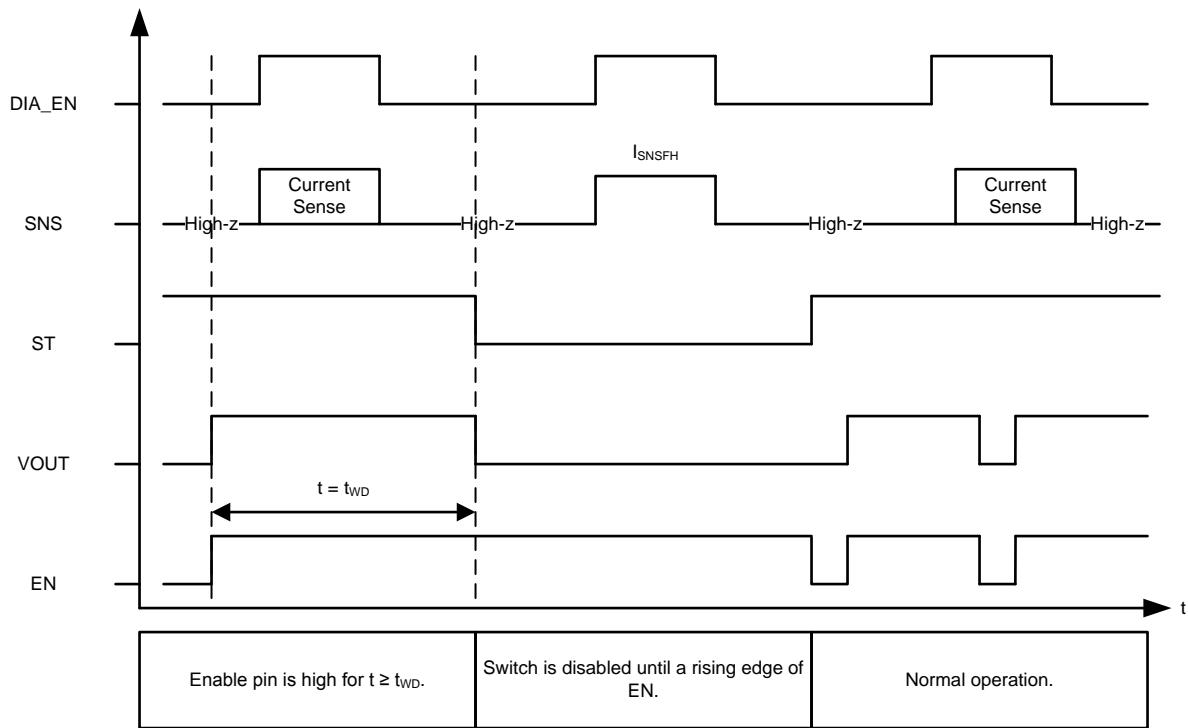 DIA_EN
I_SNSFH
Current
Sense
Current
Sense
SNS
High-z
High-z
High-z
High-z
ST
VOUT
t = t_WD
EN
t
Enable pin is high for t ≥ t_WD.
Switch is disabled until a rising edge of
EN.
Normal operation.